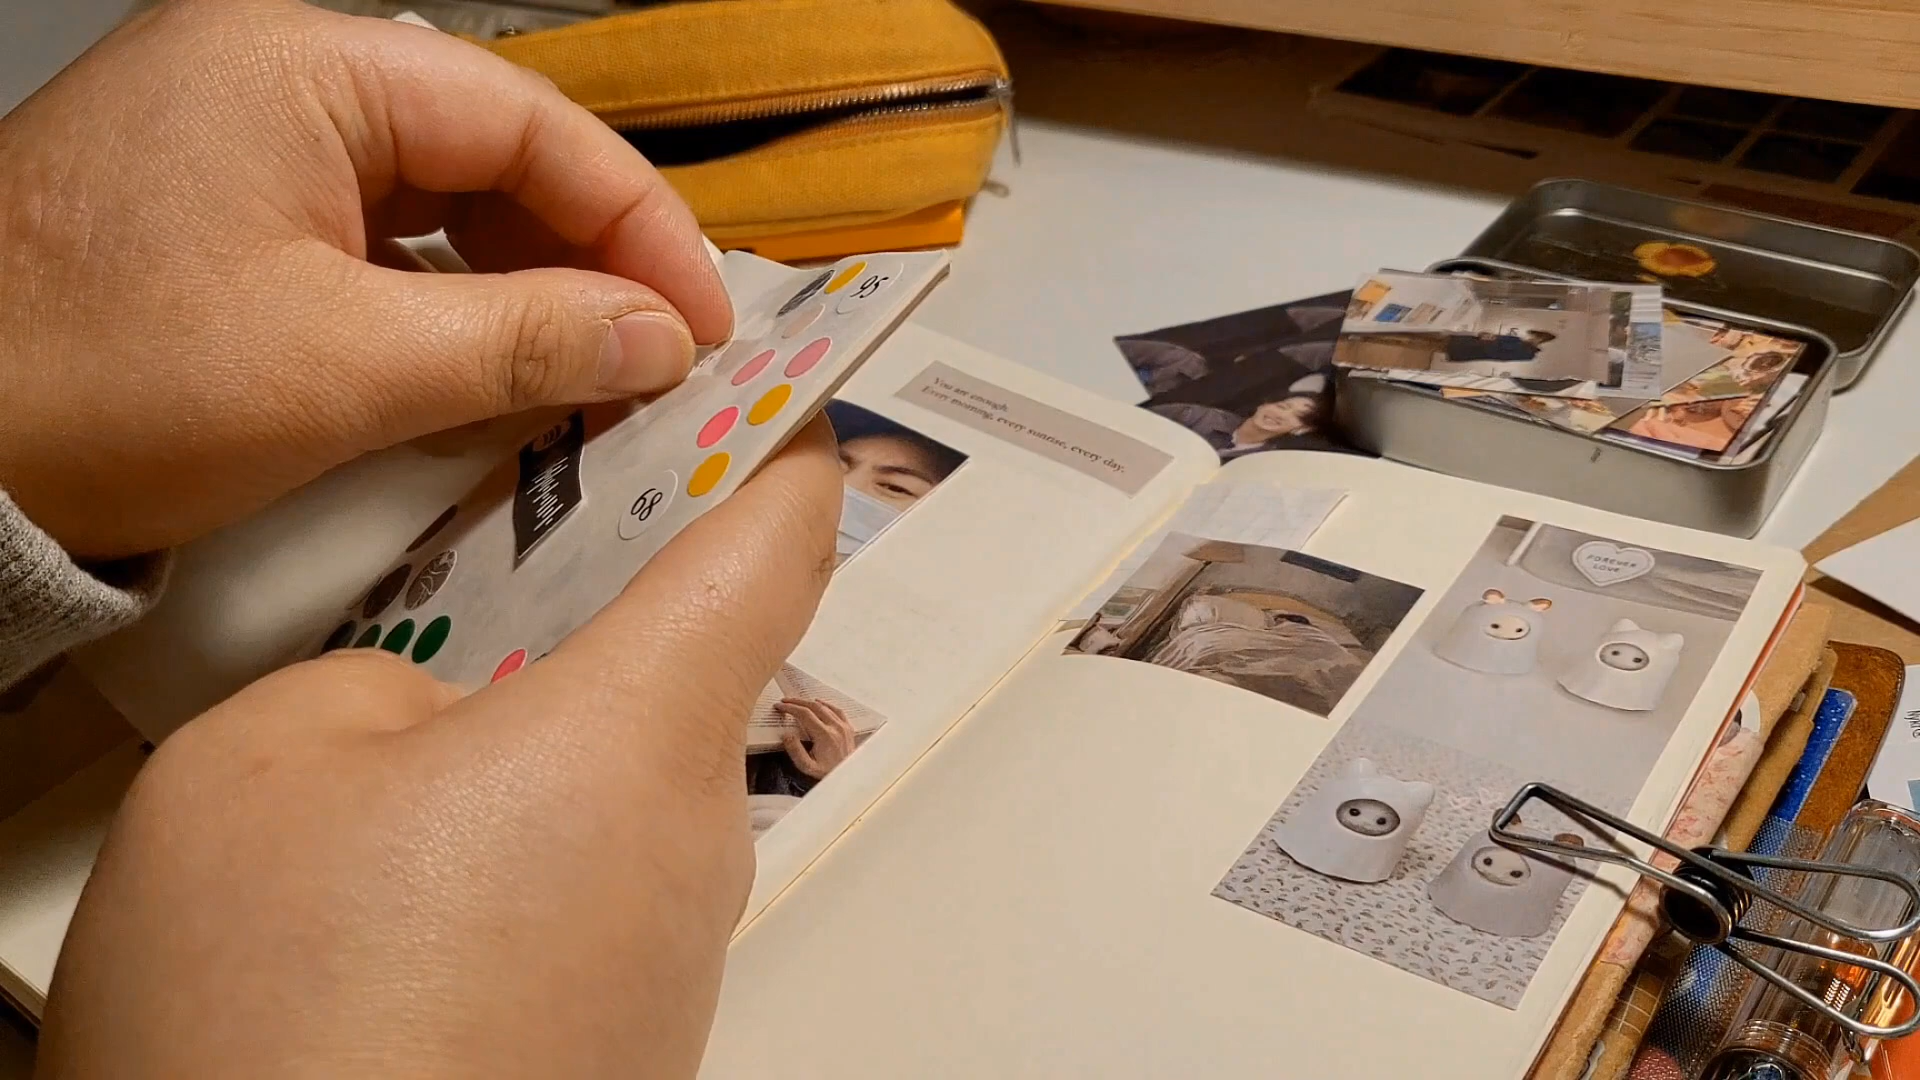 95
68
You are enough.
Every morning, every sunrise, every day.
FOREVER
LOVE